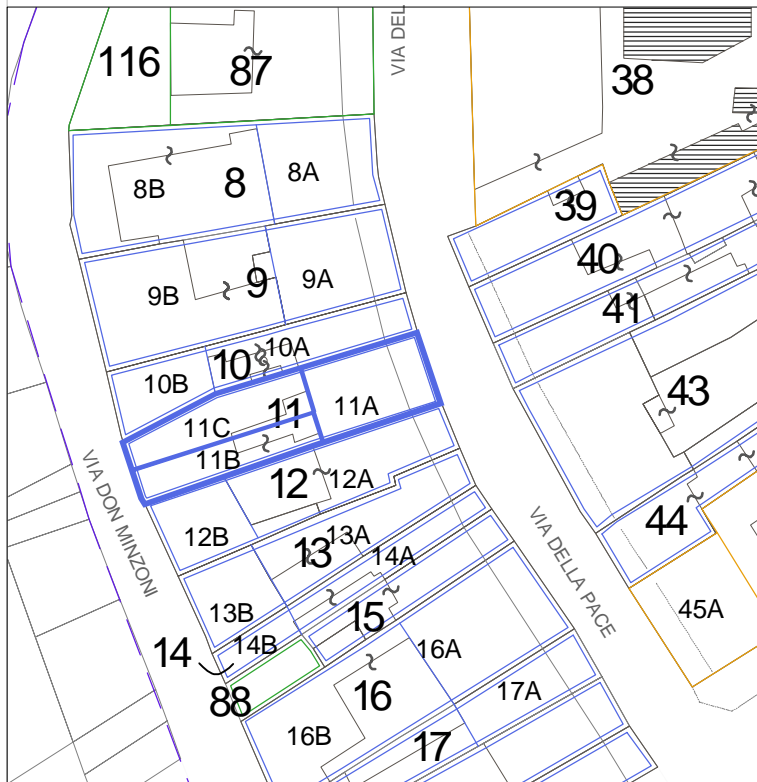 116
87
VIA DEL
38
8B
8
8A
39
9B
9
9A
40
41
10
10A
10B
11
11A
11C
11B
43
12
12A
12B
VIA DON MINZONI
44
13
13A
14A
VIA DELLA PACE
13B
15
45A
14
14B
16A
88
16
17A
16B
17